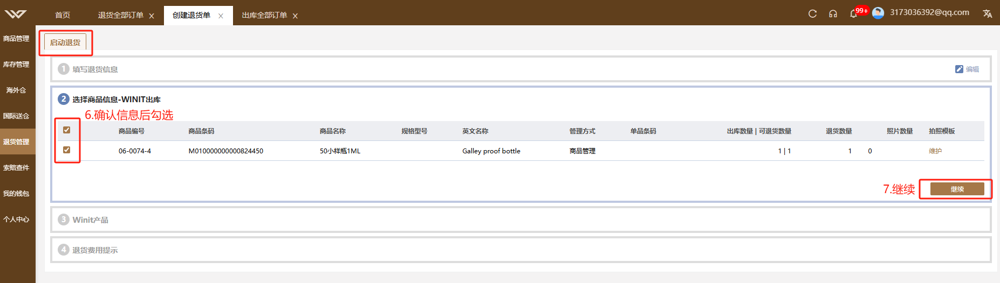 首页 退货全部订单 创建退货单 出库全部订单 99+ 3173036392@qq.com
商品管理
库存管理
海外仓
国际送仓
退货管理
索赔查件
我的钱包
个人中心
启动退货
1 填写退货信息 编辑
2 选择商品信息-WINIT出库
6.确认信息后勾选
商品编号 商品条码 商品名称 规格型号 英文名称 管理方式 单品条码 出库数量 | 可退货数量 退货数量 照片数量 拍照模板
06-0074-4 M010000000000824450 50小样瓶1ML Galley proof bottle 商品管理 1 | 1 1 0 维护
7.继续 继续
3 Winit产品
4 退货费用提示